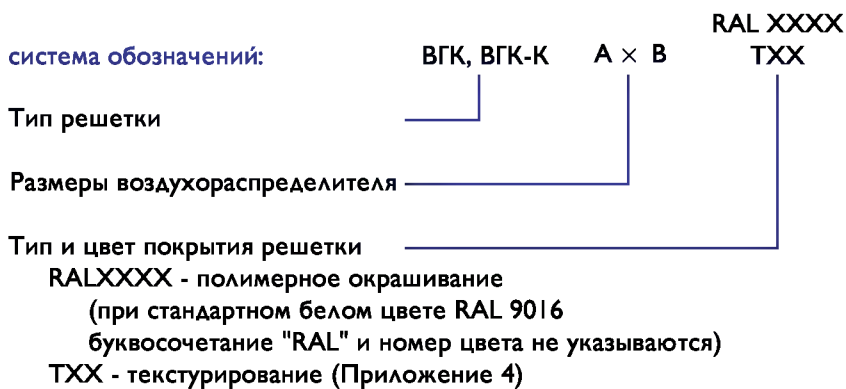 RAL XXXX
система обозначений: ВГК, ВГК-К А × В ТХХ
Тип решетки
Размеры воздухораспределителя
Тип и цвет покрытия решетки
RALXXXX - полимерное окрашивание
(при стандартном белом цвете RAL 9016
буквосочетание "RAL" и номер цвета не указываются)
ТХХ - текстурирование (Приложение 4)